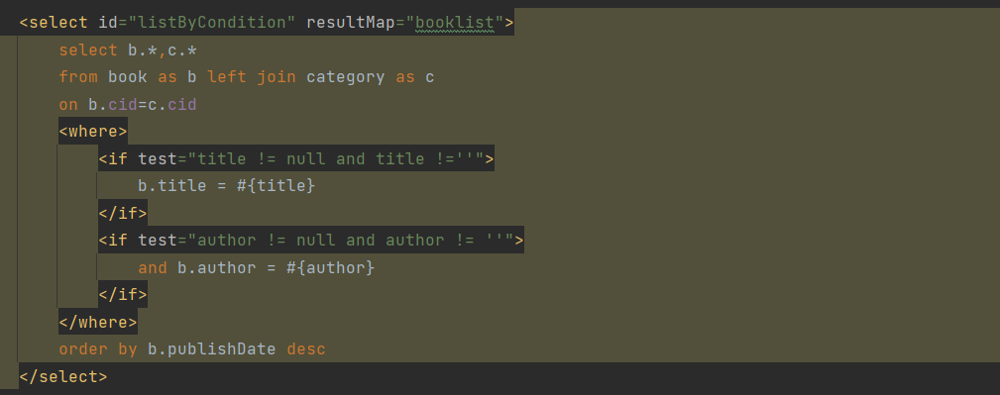 <select id="listByCondition" resultMap="booklist">
select b.*,c.*
from book as b left join category as c
on b.cid=c.cid
<where>
<if test="title != null and title !=''">
b.title = #{title}
</if>
<if test="author != null and author != ''">
and b.author = #{author}
</if>
</where>
order by b.publishDate desc
</select>